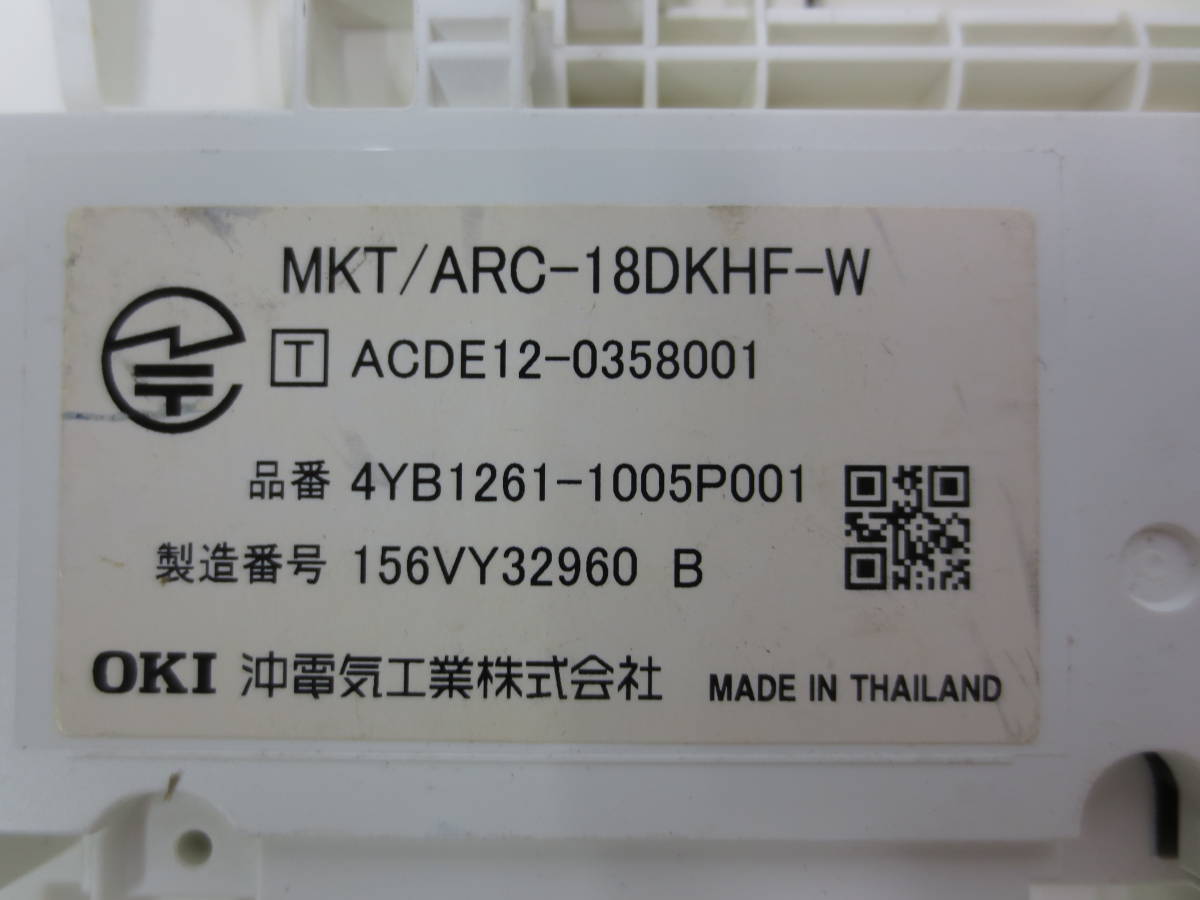 MKT/ARC-18DKHF-W
T ACDE12-0358001
品番 4YB1261-1005P001
製造番号 156VY32960 B
OKI 沖電気工業株式会社 MADE IN THAILAND